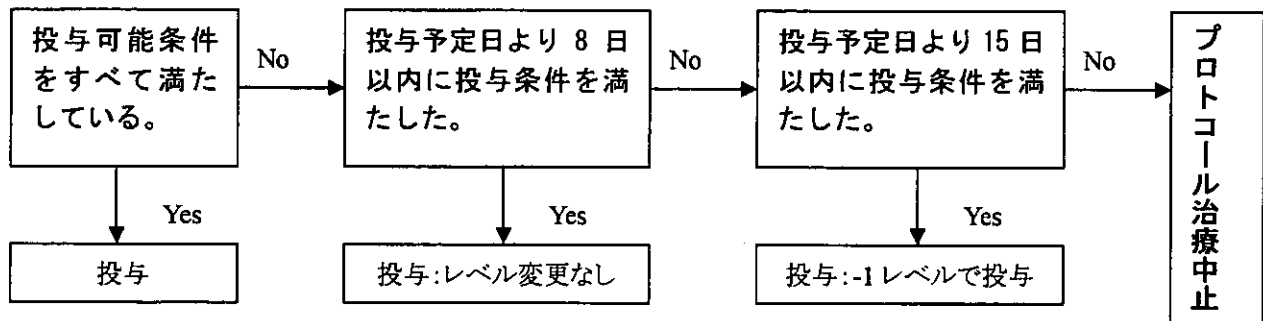 投与可能条件
をすべて満た
している。
No
投与予定日より 8 日
以内に投与条件を満
たした。
No
投与予定日より 15 日
以内に投与条件を満
たした。
No
プロトコール治療中止
Yes
Yes
Yes
投与
投与:レベル変更なし
投与:-1レベルで投与